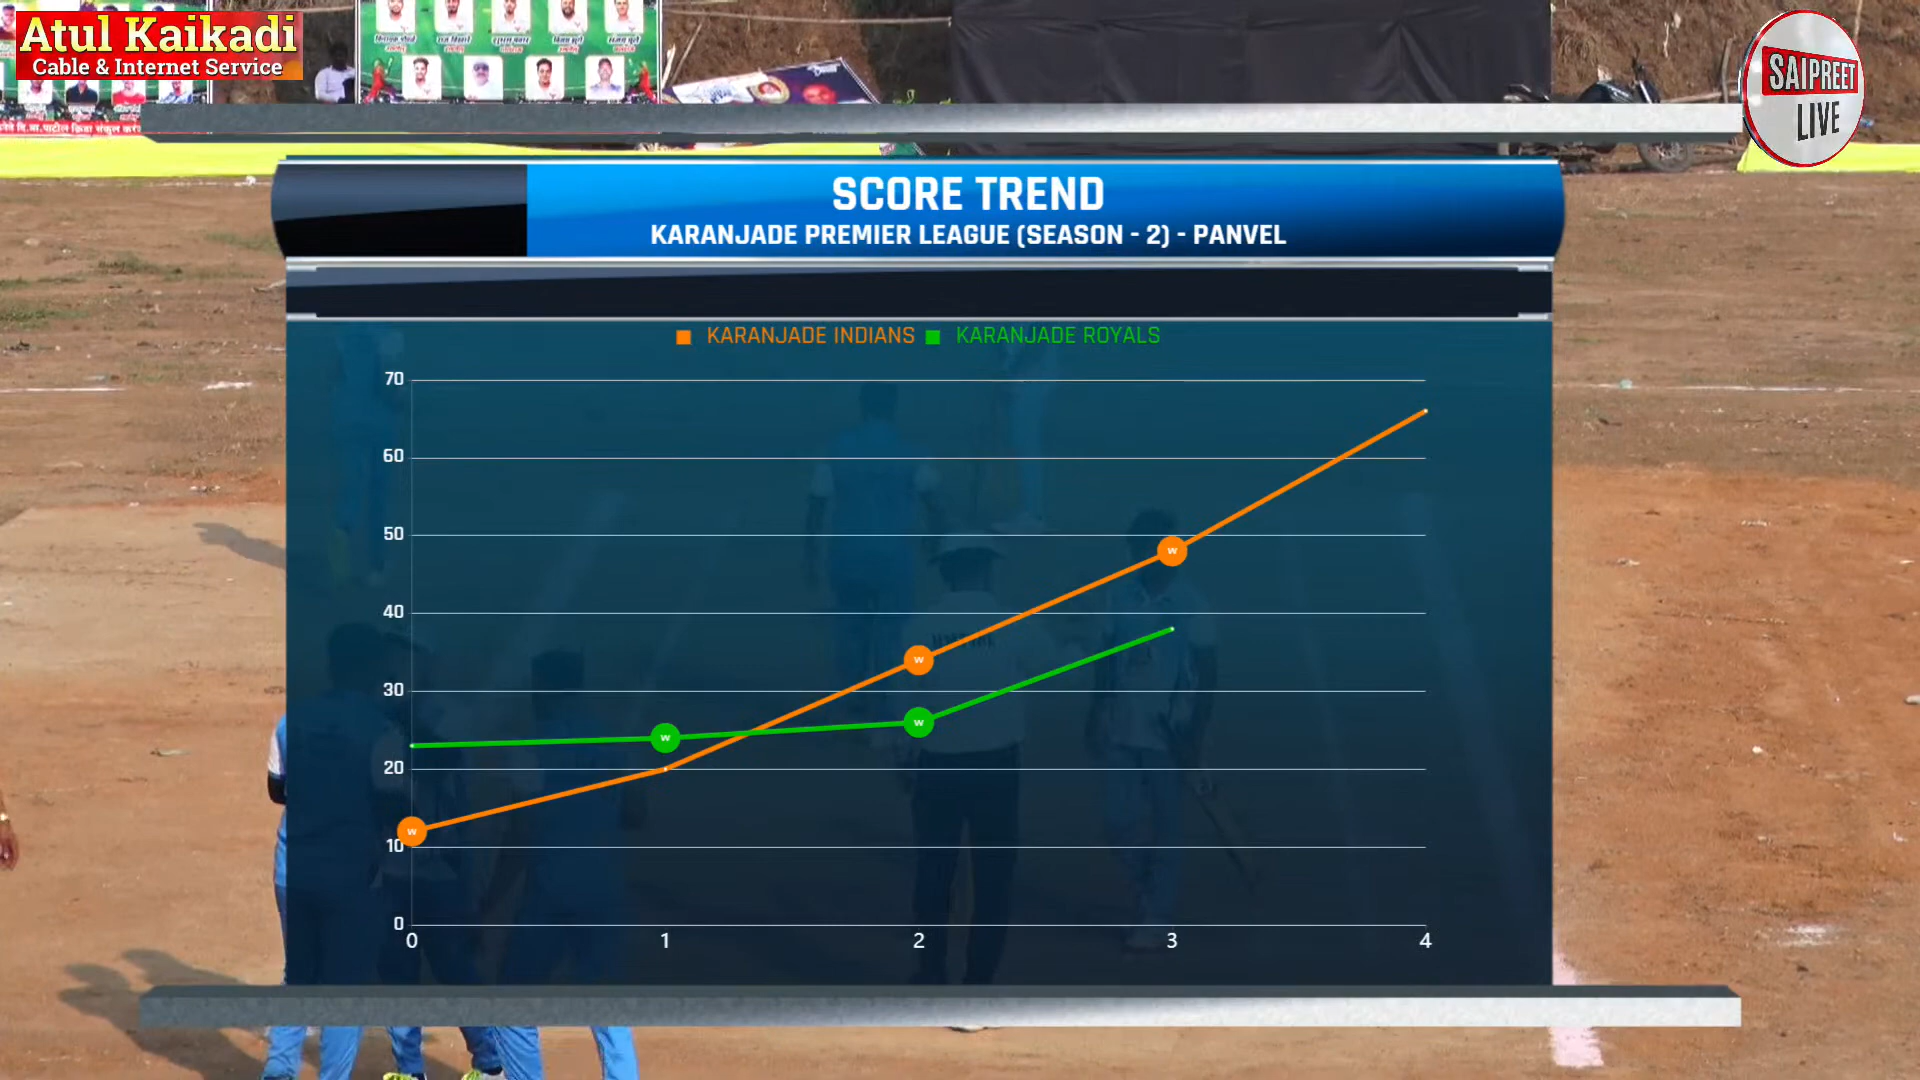 Atul Kaikadi
Cable & Internet Service
SAIPREET
LIVE
SCORE TREND
KARANJADE PREMIER LEAGUE (SEASON - 2) - PANVEL
KARANJADE INDIANS KARANJADE ROYALS
70
60
50
40
30
20
10
0
W
W
W
W
W
0 1 2 3 4